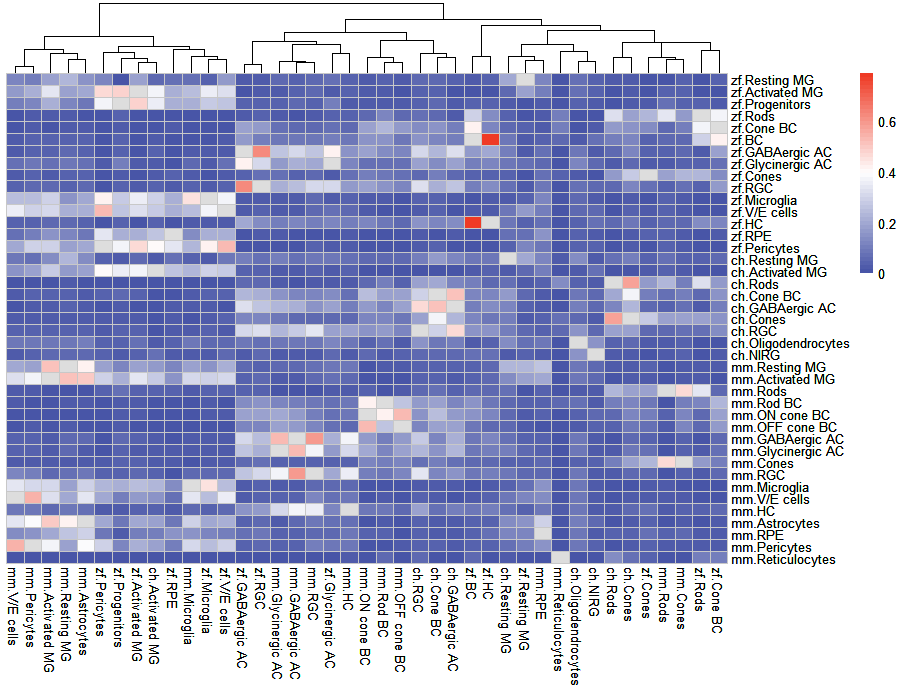 zf.Resting MG
zf.Activated MG
zf.Progenitors
zf.Rods
zf.Cone BC
zf.BC
zf.GABAergic AC
zf.Glycinergic AC
zf.Cones
zf.RGC
zf.Microglia
zf.V/E cells
zf.HC
zf.RPE
zf.Pericytes
ch.Resting MG
ch.Activated MG
ch.Rods
ch.Cone BC
ch.GABAergic AC
ch.Cones
ch.RGC
ch.Oligodendrocytes
ch.NIRG
mm.Resting MG
mm.Activated MG
mm.Rods
mm.Rod BC
mm.ON cone BC
mm.OFF cone BC
mm.GABAergic AC
mm.Glycinergic AC
mm.Cones
mm.RGC
mm.Microglia
mm.V/E cells
mm.HC
mm.Astrocytes
mm.RPE
mm.Pericytes
mm.Reticulocytes
0.6
0.4
0.2
0
mm.V/E cells
mm.Pericytes
mm.Activated MG
mm.Resting MG
mm.Astrocytes
zf.Pericytes
zf.Progenitors
zf.Activated MG
ch.Activated MG
zf.RPE
mm.Microglia
zf.Microglia
zf.V/E cells
zf.GABAergic AC
zf.RGC
mm.Glycinergic AC
mm.GABAergic AC
mm.RGC
zf.Glycinergic AC
mm.HC
mm.ON cone BC
mm.Rod BC
mm.OFF cone BC
ch.RGC
ch.Cone BC
ch.GABAergic AC
zf.BC
zf.HC
ch.Resting MG
zf.Resting MG
mm.RPE
mm.Reticulocytes
ch.Oligodendrocytes
ch.NIRG
ch.Rods
ch.Cones
zf.Cones
mm.Rods
mm.Cones
zf.Rods
zf.Cone BC